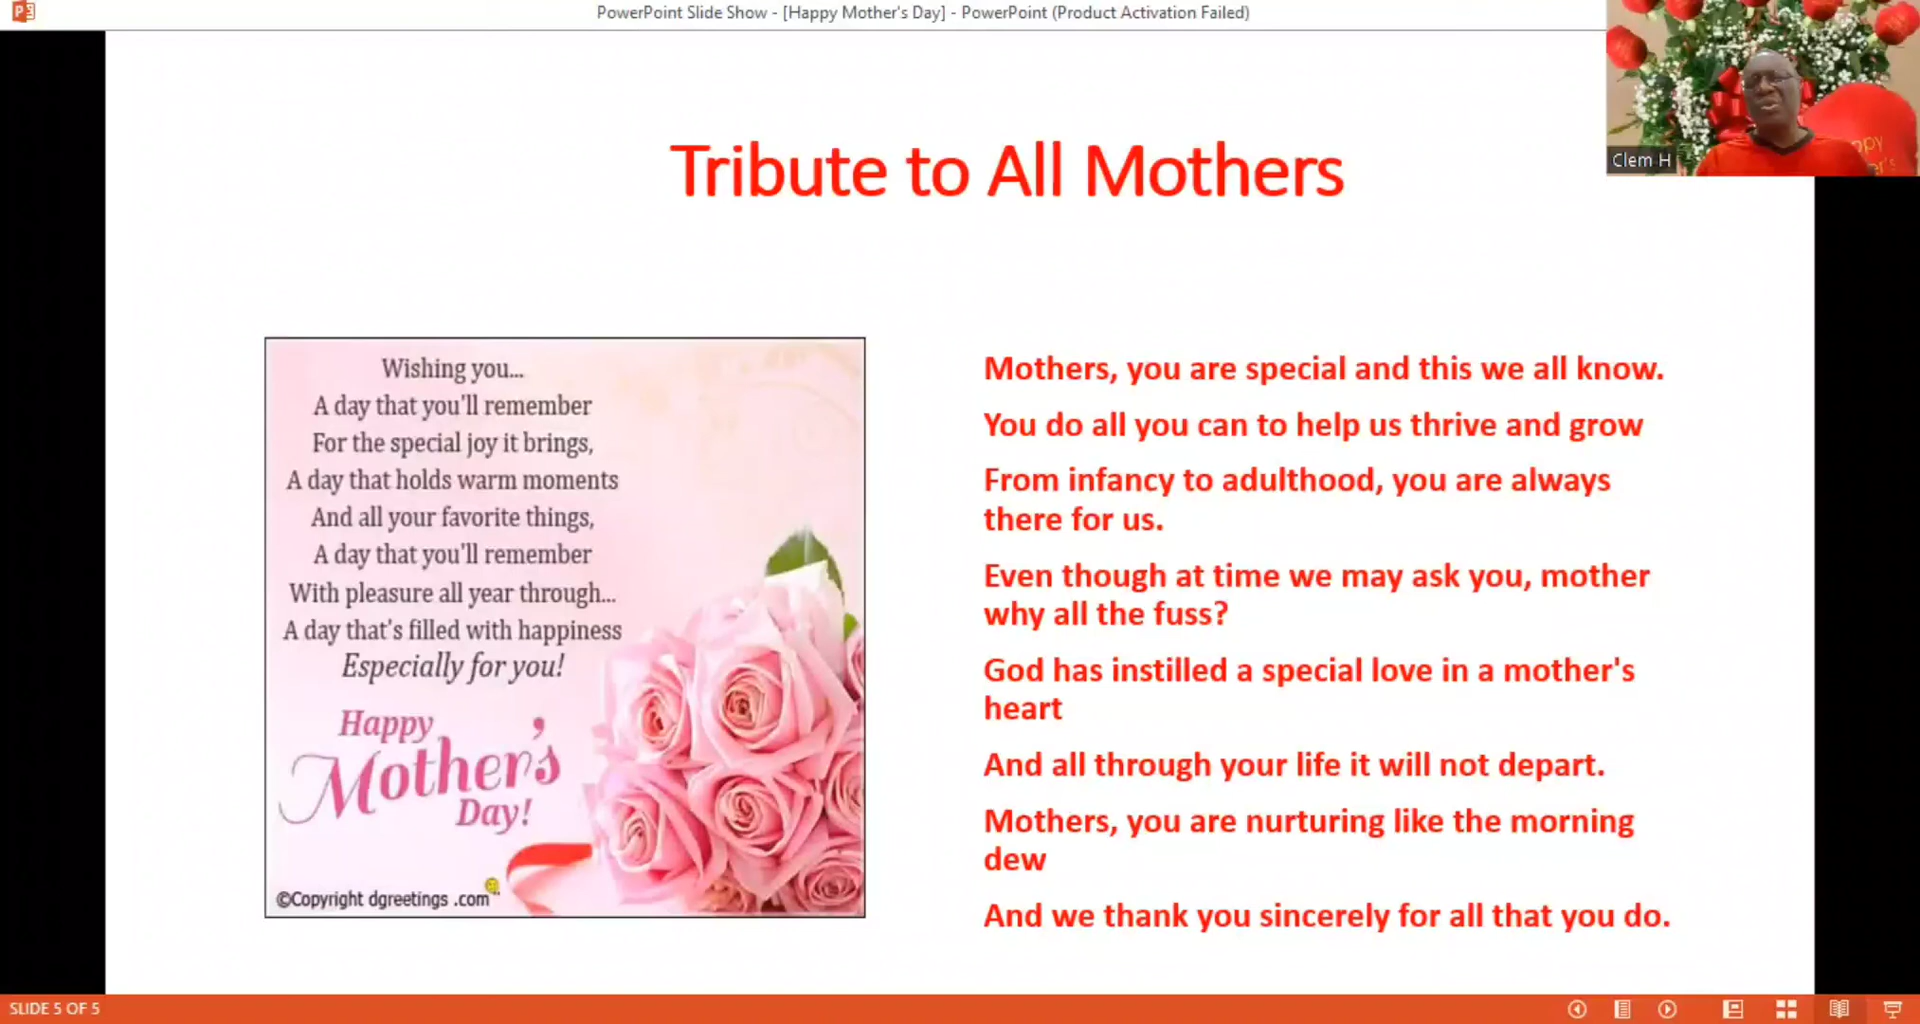 PowerPoint Slide Show - [Happy Mother's Day] - PowerPoint (Product Activation Failed)
Clem H
Tribute to All Mothers
Wishing you...
A day that you'll remember
For the special joy it brings,
A day that holds warm moments
And all your favorite things,
A day that you'll remember
With pleasure all year through...
A day that's filled with happiness
Especially for you!
Happy
Mother's
Day!
©Copyright dgreetings .com
Mothers, you are special and this we all know.
You do all you can to help us thrive and grow
From infancy to adulthood, you are always
there for us.
Even though at time we may ask you, mother
why all the fuss?
God has instilled a special love in a mother's
heart
And all through your life it will not depart.
Mothers, you are nurturing like the morning
dew
And we thank you sincerely for all that you do.
SLIDE 5 OF 5